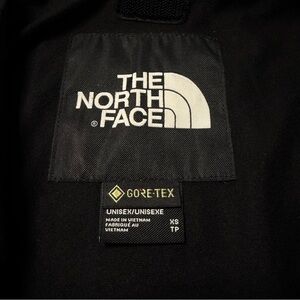 THE
NORTH
®FACE
GORE-TEX
UNISEX/UNISEXE
MADE IN VIETNAM XS
FABRIQUÉ AU TP
VIETNAM